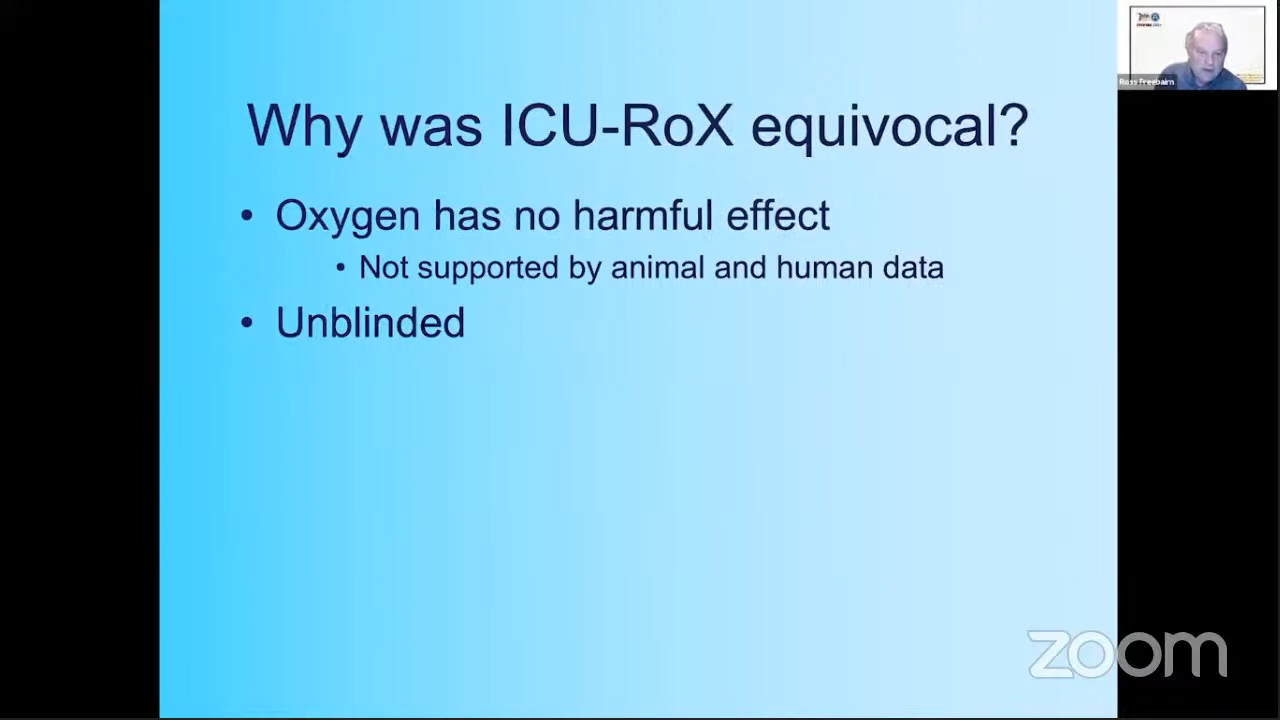 Why was ICU-RoX equivocal?
• Oxygen has no harmful effect
• Not supported by animal and human data
• Unblinded
Ross Freebairn
zoom